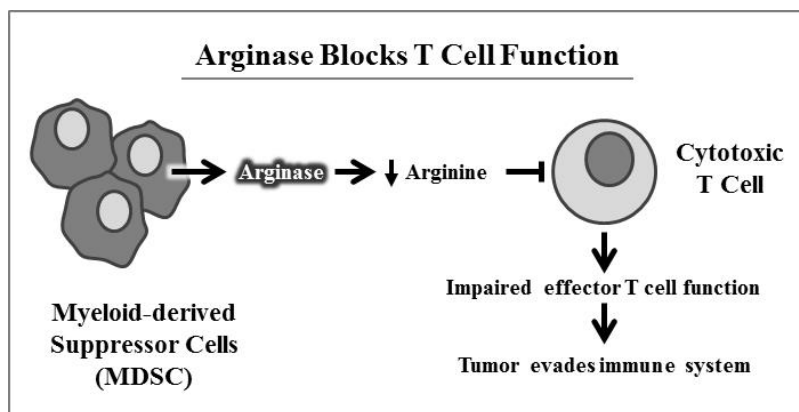 Arginase Blocks T Cell Function
Arginase
↓ Arginine
Cytotoxic
T Cell
Impaired effector T cell function
Myeloid-derived
Suppressor Cells
(MDSC)
Tumor evades immune system